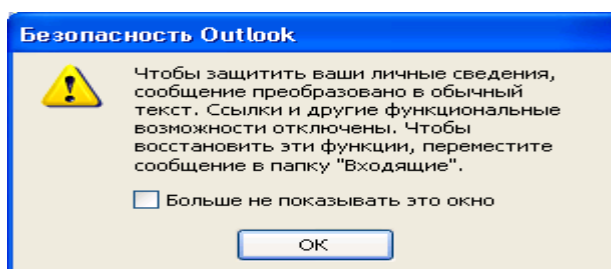 Безопасность Outlook
Чтобы защитить ваши личные сведения,
сообщение преобразовано в обычный
текст. Ссылки и другие функциональные
возможности отключены. Чтобы
восстановить эти функции, переместите
сообщение в папку "Входящие".
Больше не показывать это окно
ОК